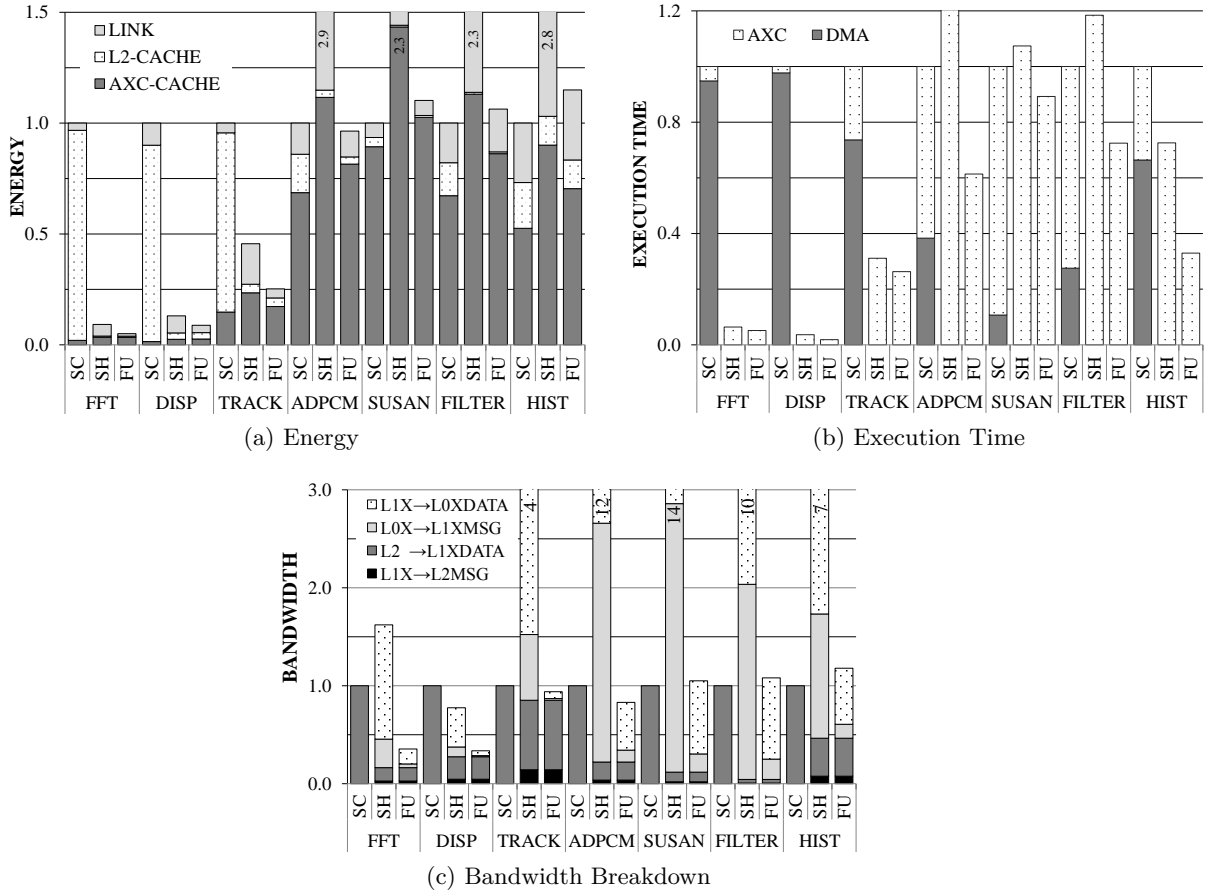 1.5
1.0
0.5
0.0
ENERGY
LINK
L2-CACHE
AXC-CACHE
2.9
2.3
2.3
2.8
SC SH FU SC SH FU SC SH FU SC SH FU SC SH FU SC SH FU SC SH FU
FFT DISP TRACK ADPCM SUSAN FILTER HIST
(a) Energy
1.2
0.8
0.4
0.0
EXECUTION TIME
AXC DMA
SC SH FU SC SH FU SC SH FU SC SH FU SC SH FU SC SH FU SC SH FU
FFT DISP TRACK ADPCM SUSAN FILTER HIST
(b) Execution Time
3.0
2.0
1.0
0.0
BANDWIDTH
L1X→L0XDATA
L0X→L1XMSG
L2 →L1XDATA
L1X→L2MSG
4
12
14
10
7
SC SH FU SC SH FU SC SH FU SC SH FU SC SH FU SC SH FU SC SH FU
FFT DISP TRACK ADPCM SUSAN FILTER HIST
(c) Bandwidth Breakdown